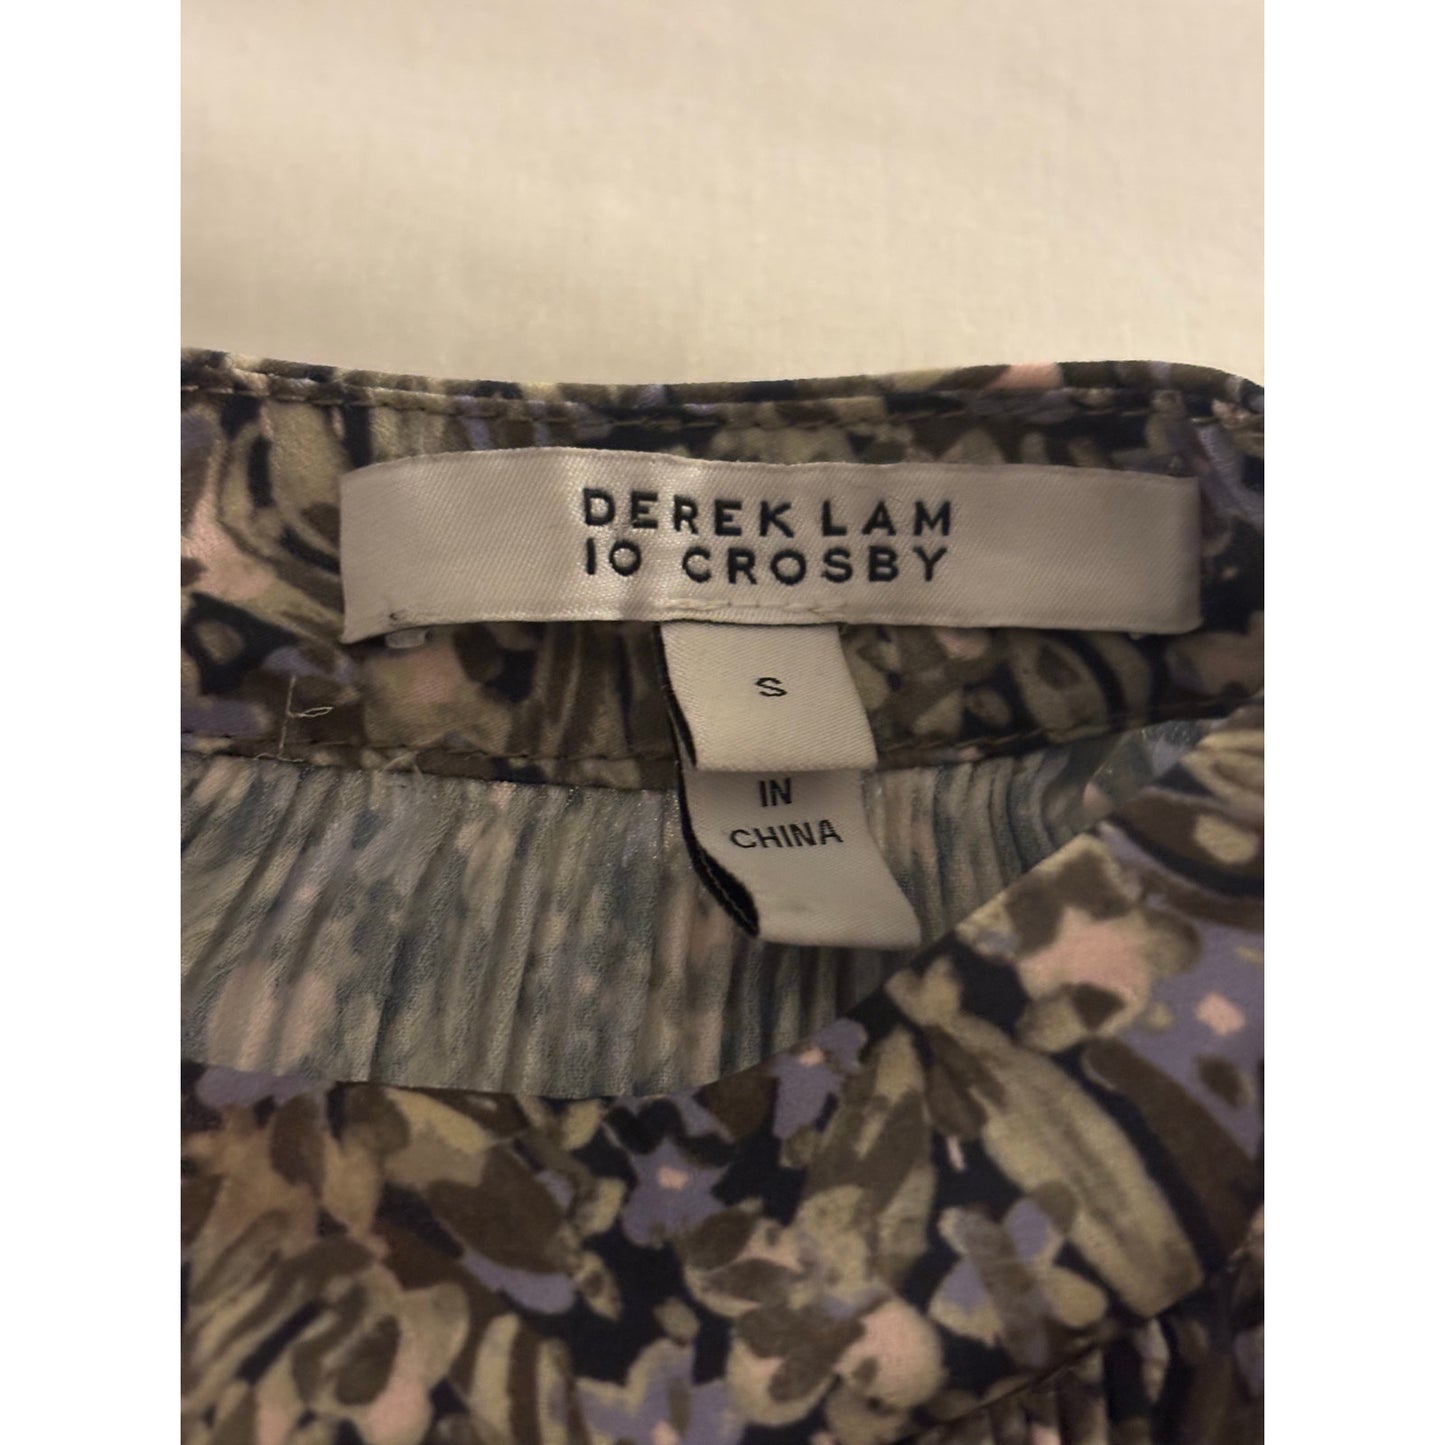 DEREK LAM
10 CROSBY
S
IN
CHINA